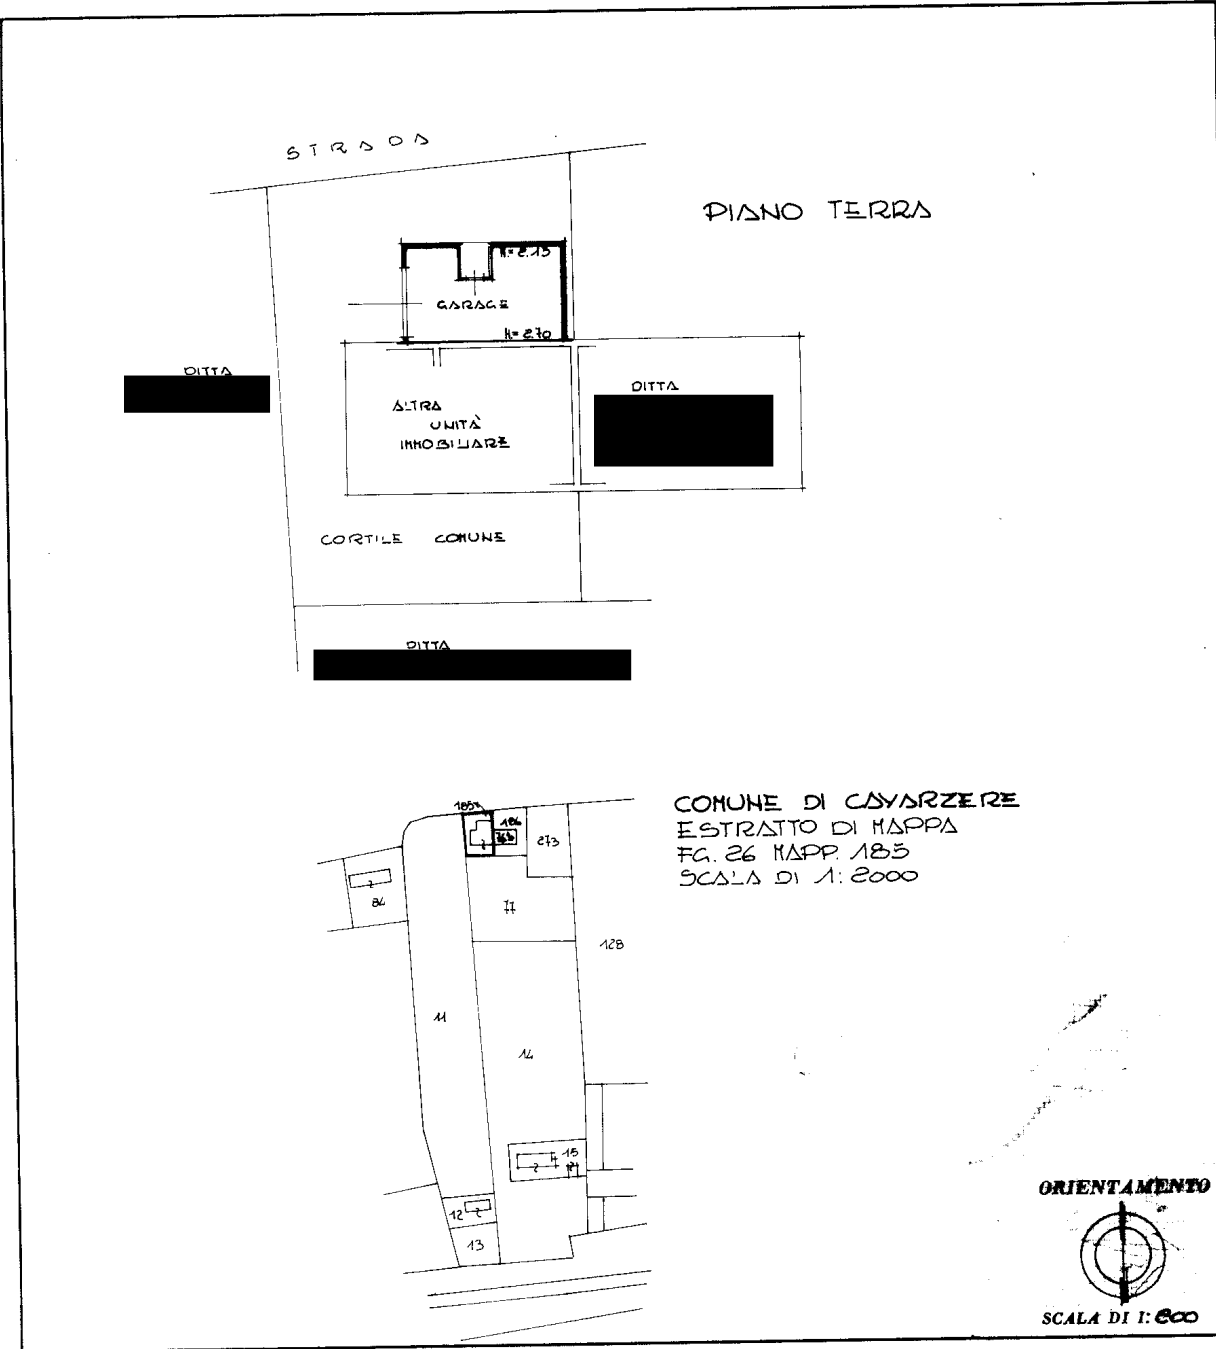 STRADA
PIANO TERRA
H=2.15
GARAGE
H=2.70
DITTA
DITTA
ALTRA
UNITÀ
IMMOBILIARE
CORTILE COMUNE
DITTA
COMUNE DI CAVARZERE
ESTRATTO DI MAPPA
FG. 26 MAPP. 185
SCALA DI 1:2000
185
186
273
84
77
128
11
14
15
12
13
ORIENTAMENTO
SCALA DI 1:200